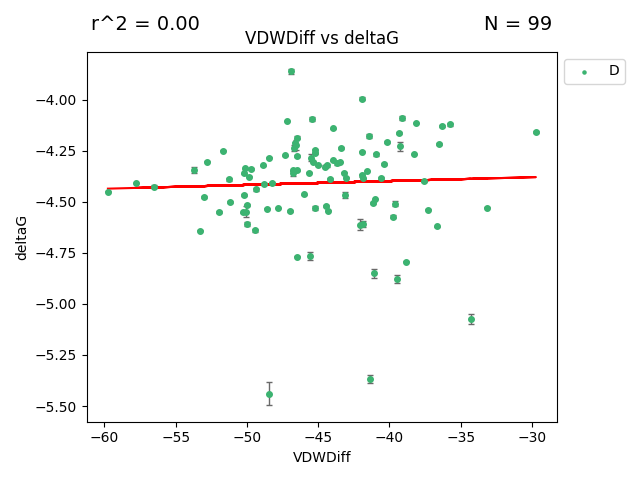 r^2 = 0.00
N = 99
VDWDiff vs deltaG
D
deltaG
−4.00
−4.25
−4.50
−4.75
−5.00
−5.25
−5.50
−60 −55 −50 −45 −40 −35 −30
VDWDiff